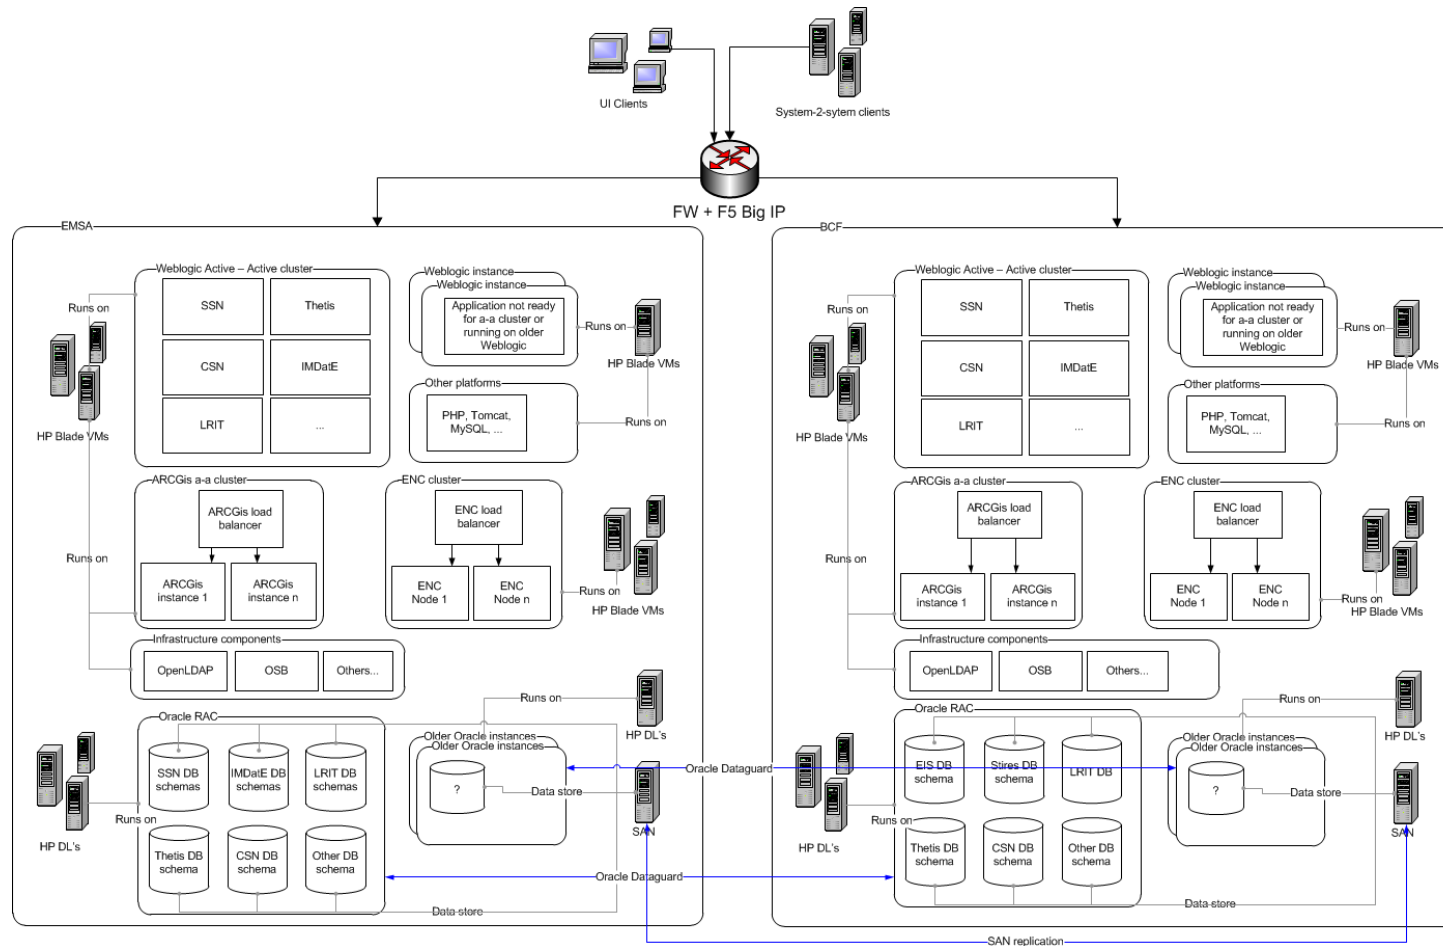 UI Clients
System-2-sytem clients
FW + F5 Big IP
EMSA
Weblogic Active – Active cluster
SSN
Thetis
CSN
IMDatE
LRIT
...
Runs on
HP Blade VMs
Weblogic instance
Weblogic instance
Application not ready
for a-a cluster or
running on older
Weblogic
Runs on
HP Blade VMs
Other platforms
PHP, Tomcat,
MySQL, ...
Runs on
ARCGis a-a cluster
ARCGis load
balancer
ARCGis
instance 1
ARCGis
instance n
Runs on
ENC cluster
ENC load
balancer
ENC
Node 1
ENC
Node n
Runs on
HP Blade VMs
Infrastructure components
OpenLDAP
OSB
Others...
Runs on
HP DL's
Oracle RAC
SSN DB
schemas
IMDatE DB
schemas
LRIT DB
schemas
Thetis DB
schema
CSN DB
schema
Other DB
schema
Runs on
HP DL's
Older Oracle instances
Older Oracle instances
?
Data store
SAN
Data store
Oracle Dataguard
Oracle Dataguard
SAN replication
BCF
Weblogic Active – Active cluster
SSN
Thetis
CSN
IMDatE
LRIT
...
Runs on
HP Blade VMs
Weblogic instance
Weblogic instance
Application not ready
for a-a cluster or
running on older
Weblogic
Runs on
HP Blade VMs
Other platforms
PHP, Tomcat,
MySQL, ...
Runs on
ARCGis a-a cluster
ARCGis load
balancer
ARCGis
instance 1
ARCGis
instance n
Runs on
ENC cluster
ENC load
balancer
ENC
Node 1
ENC
Node n
Runs on
HP Blade VMs
Infrastructure components
OpenLDAP
OSB
Others...
Runs on
HP DL's
Oracle RAC
EIS DB
schema
Stires DB
schema
LRIT DB
Thetis DB
schema
CSN DB
schema
Other DB
schema
Runs on
HP DL's
Older Oracle instances
Older Oracle instances
?
Data store
SAN
Data store